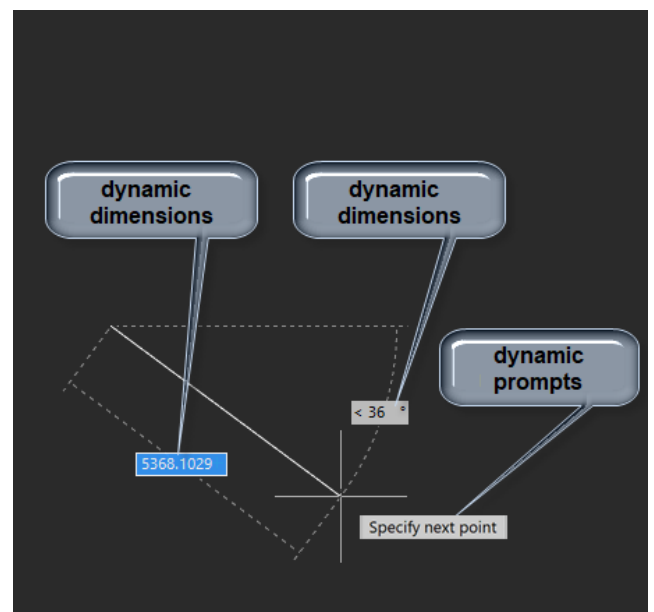 dynamic
dimensions
dynamic
dimensions
dynamic
prompts
< 36 °
5368.1029
Specify next point